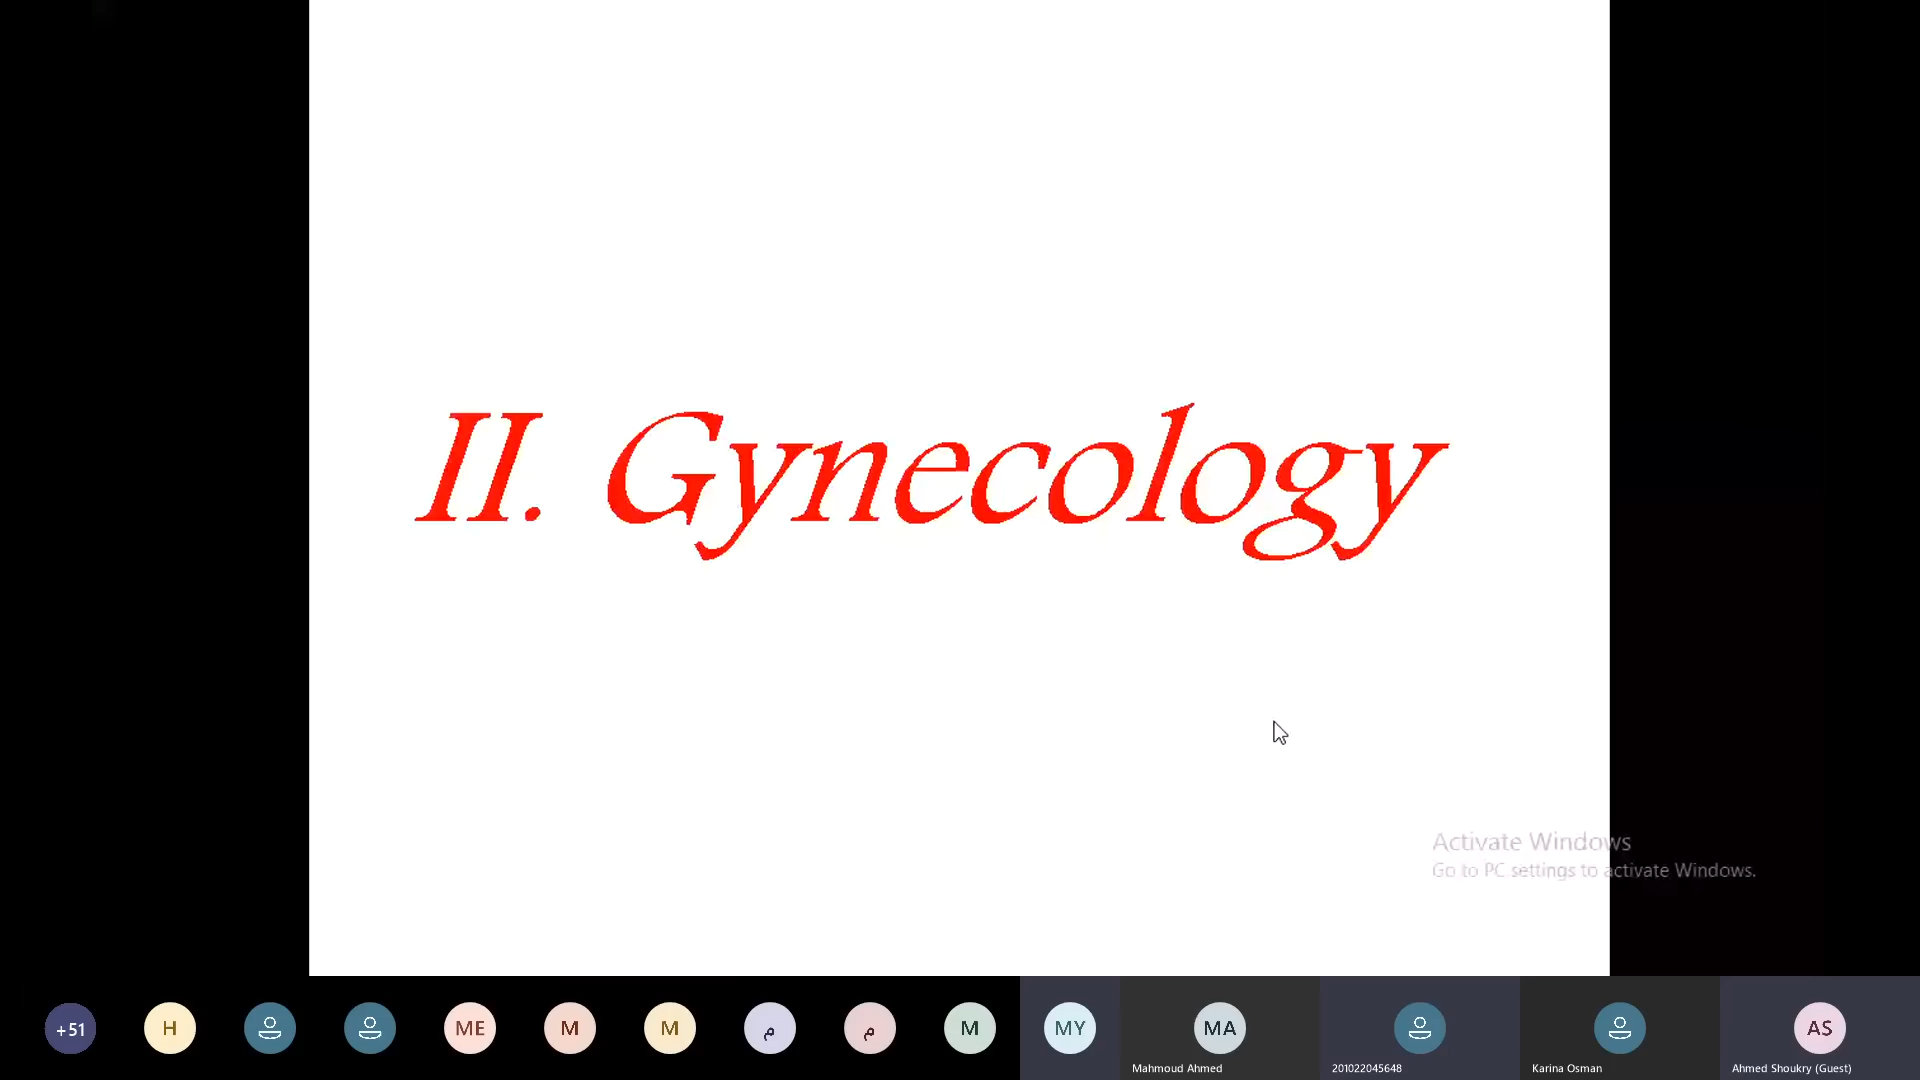 II. Gynecology
Activate Windows
Go to PC settings to activate Windows.
+51
H
ME
M
M
م
م
M
MY
MA
AS
Mahmoud Ahmed
201022045648
Karina Osman
Ahmed Shoukry (Guest)